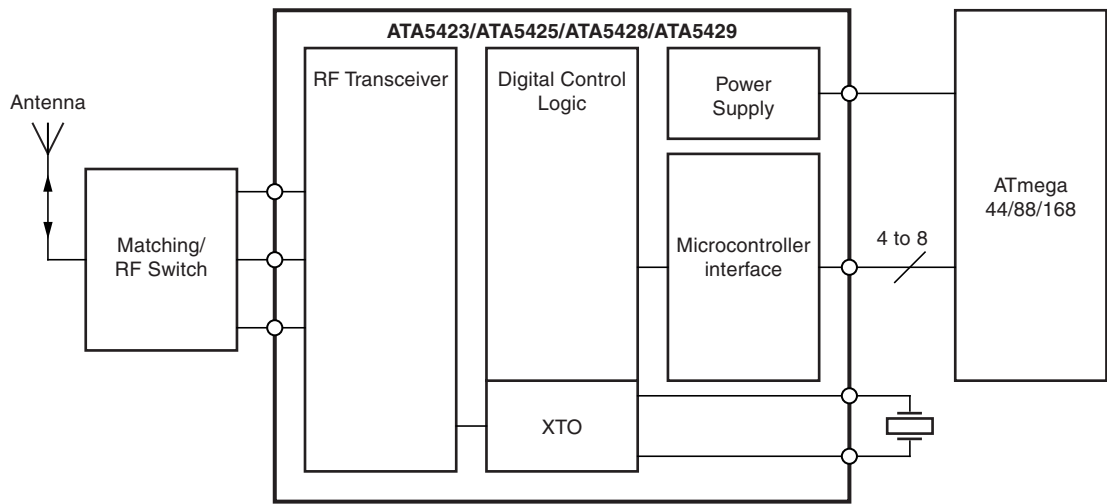 ATA5423/ATA5425/ATA5428/ATA5429
RF Transceiver
Digital Control
Logic
Power
Supply
Antenna
ATmega
44/88/168
Matching/
RF Switch
Microcontroller
interface
4 to 8
XTO